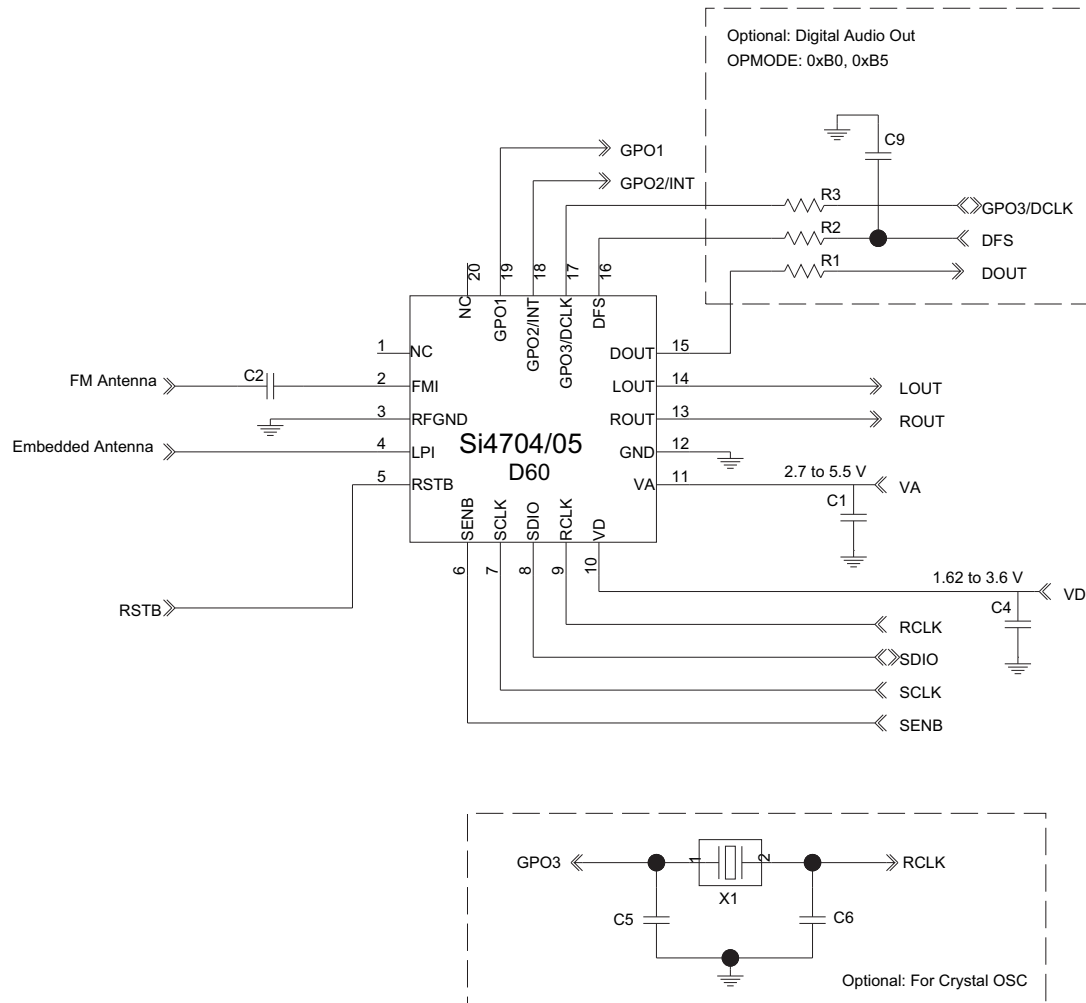 Optional: Digital Audio Out
OPMODE: 0xB0, 0xB5
C9
GPO1
GPO2/INT
R3
GPO3/DCLK
R2
DFS
R1
DOUT
20
19
18
17
16
NC
GPO1
GPO2/INT
GPO3/DCLK
DFS
1
NC
DOUT
15
FM Antenna
C2
2
FMI
LOUT
14
LOUT
3
RFGND
ROUT
13
ROUT
Si4704/05
D60
Embedded Antenna
4
LPI
GND
12
5
RSTB
VA
11
2.7 to 5.5 V
VA
C1
SENB
SCLK
SDIO
RCLK
VD
6
7
8
9
10
1.62 to 3.6 V
VD
C4
RSTB
RCLK
SDIO
SCLK
SENB
GPO3
1
2
RCLK
X1
C5
C6
Optional: For Crystal OSC